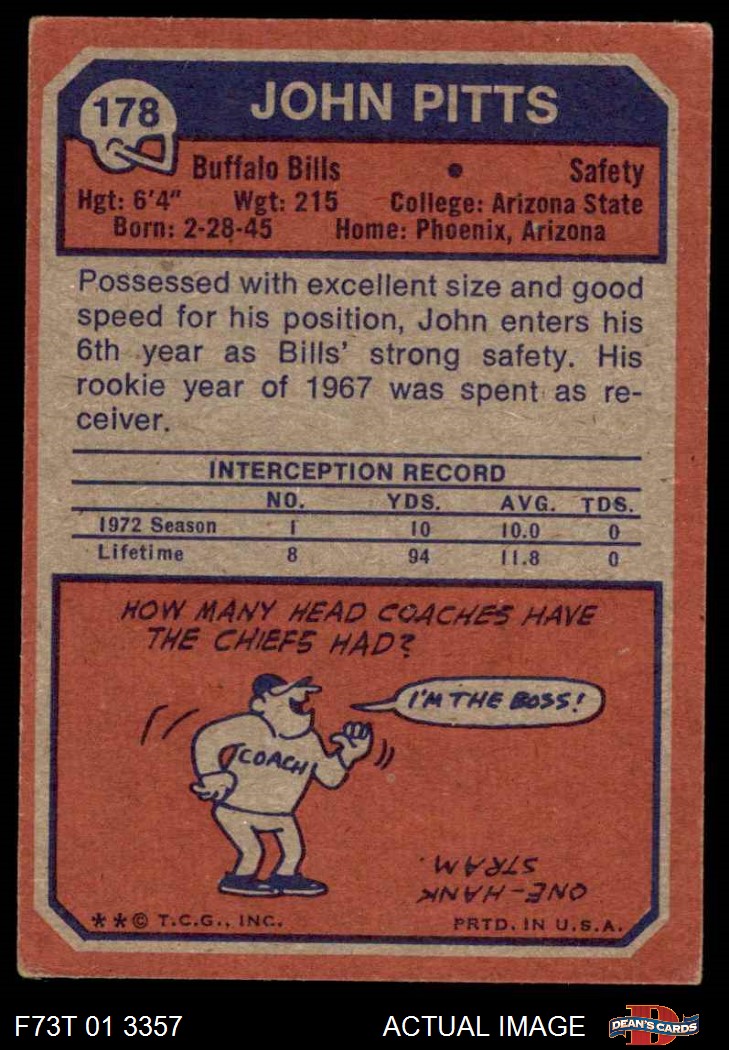 178
JOHN PITTS
Buffalo Bills • Safety
Hgt: 6'4" Wgt: 215 College: Arizona State
Born: 2-28-45 Home: Phoenix, Arizona
Possessed with excellent size and good
speed for his position, John enters his
6th year as Bills' strong safety. His
rookie year of 1967 was spent as re-
ceiver.
INTERCEPTION RECORD
NO. YDS. AVG. TDS.
1972 Season 1 10 10.0 0
Lifetime 8 94 11.8 0
HOW MANY HEAD COACHES HAVE
THE CHIEFS HAD?
I'M THE BOSS!
COACH
ONE-HANK
STRAM.
**© T.C.G., INC. PRTD. IN U.S.A.
F73T 01 3357 ACTUAL IMAGE D DEAN'S CARDS